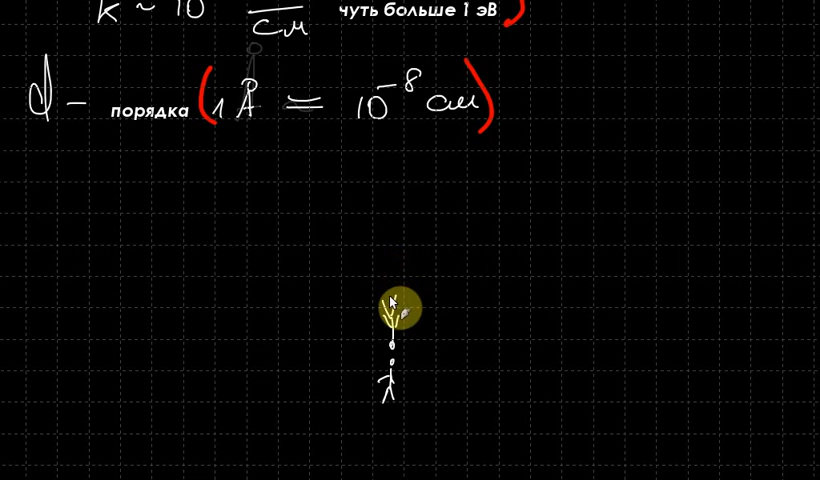 k ~ 10 см чуть больше 1 эВ )
d – порядка (1 Å = 10⁻⁸ см)